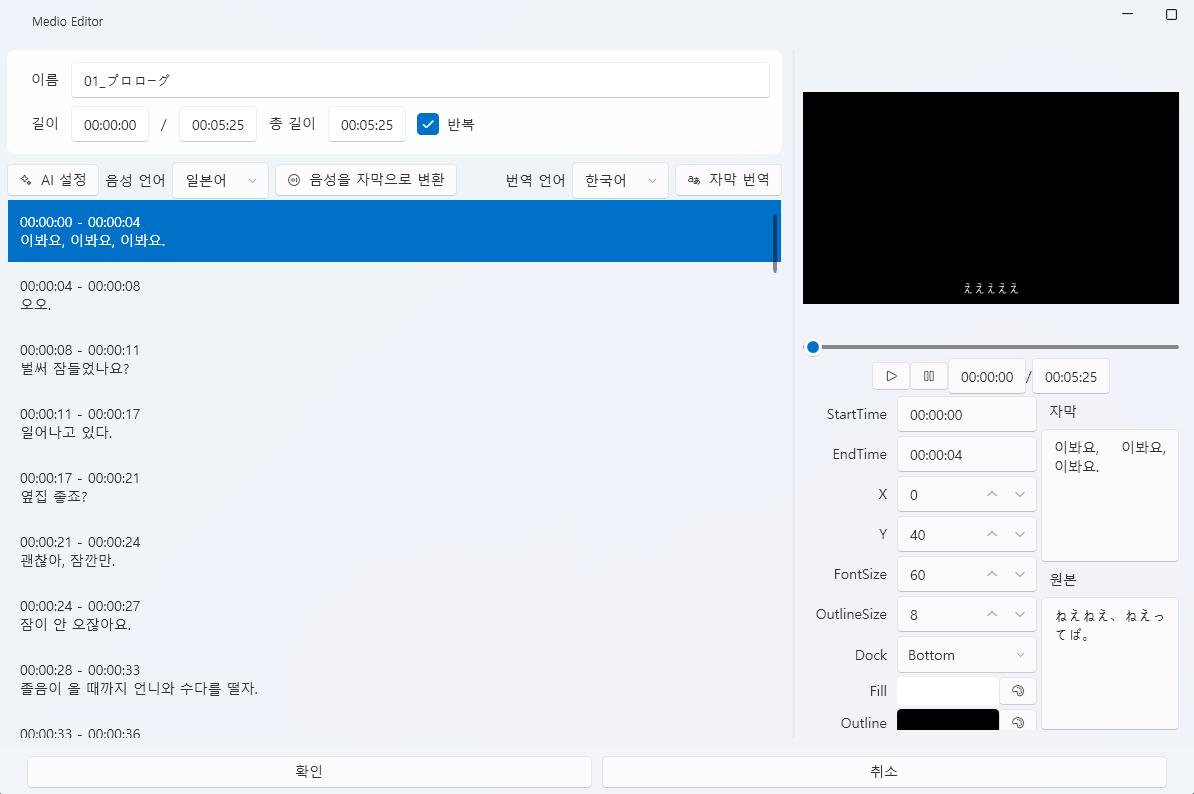 Medio Editor
이름
01_プロローグ
길이
00:00:00
/
00:05:25
총 길이
00:05:25
반복
AI 설정
음성 언어
일본어
음성을 자막으로 변환
번역 언어
한국어
자막 번역
00:00:00 - 00:00:04
이봐요, 이봐요, 이봐요.
00:00:04 - 00:00:08
오오.
00:00:08 - 00:00:11
벌써 잠들었나요?
00:00:11 - 00:00:17
일어나고 있다.
00:00:17 - 00:00:21
옆집 좋죠?
00:00:21 - 00:00:24
괜찮아, 잠깐만.
00:00:24 - 00:00:27
잠이 안 오잖아요.
00:00:28 - 00:00:33
졸음이 올 때까지 언니와 수다를 떨자.
00:00:33 - 00:00:36
えええええ
00:00:00
/
00:05:25
StartTime
00:00:00
EndTime
00:00:04
X
0
Y
40
FontSize
60
OutlineSize
8
Dock
Bottom
Fill
Outline
자막
이봐요, 이봐요,
이봐요.
원본
ねえねえ、ねえっ
てば。
확인
취소